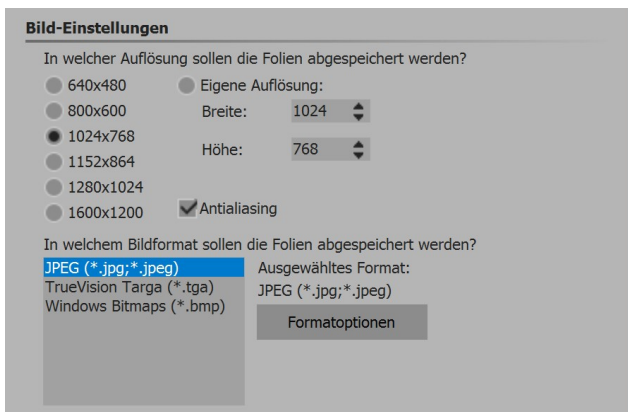 Bild-Einstellungen
In welcher Auflösung sollen die Folien abgespeichert werden?
640x480
Eigene Auflösung:
800x600
Breite:
1024
1024x768
Höhe:
768
1152x864
1280x1024
1600x1200
Antialiasing
In welchem Bildformat sollen die Folien abgespeichert werden?
JPEG (*.jpg;*.jpeg)
Ausgewähltes Format:
TrueVision Targa (*.tga)
JPEG (*.jpg;*.jpeg)
Windows Bitmaps (*.bmp)
Formatoptionen